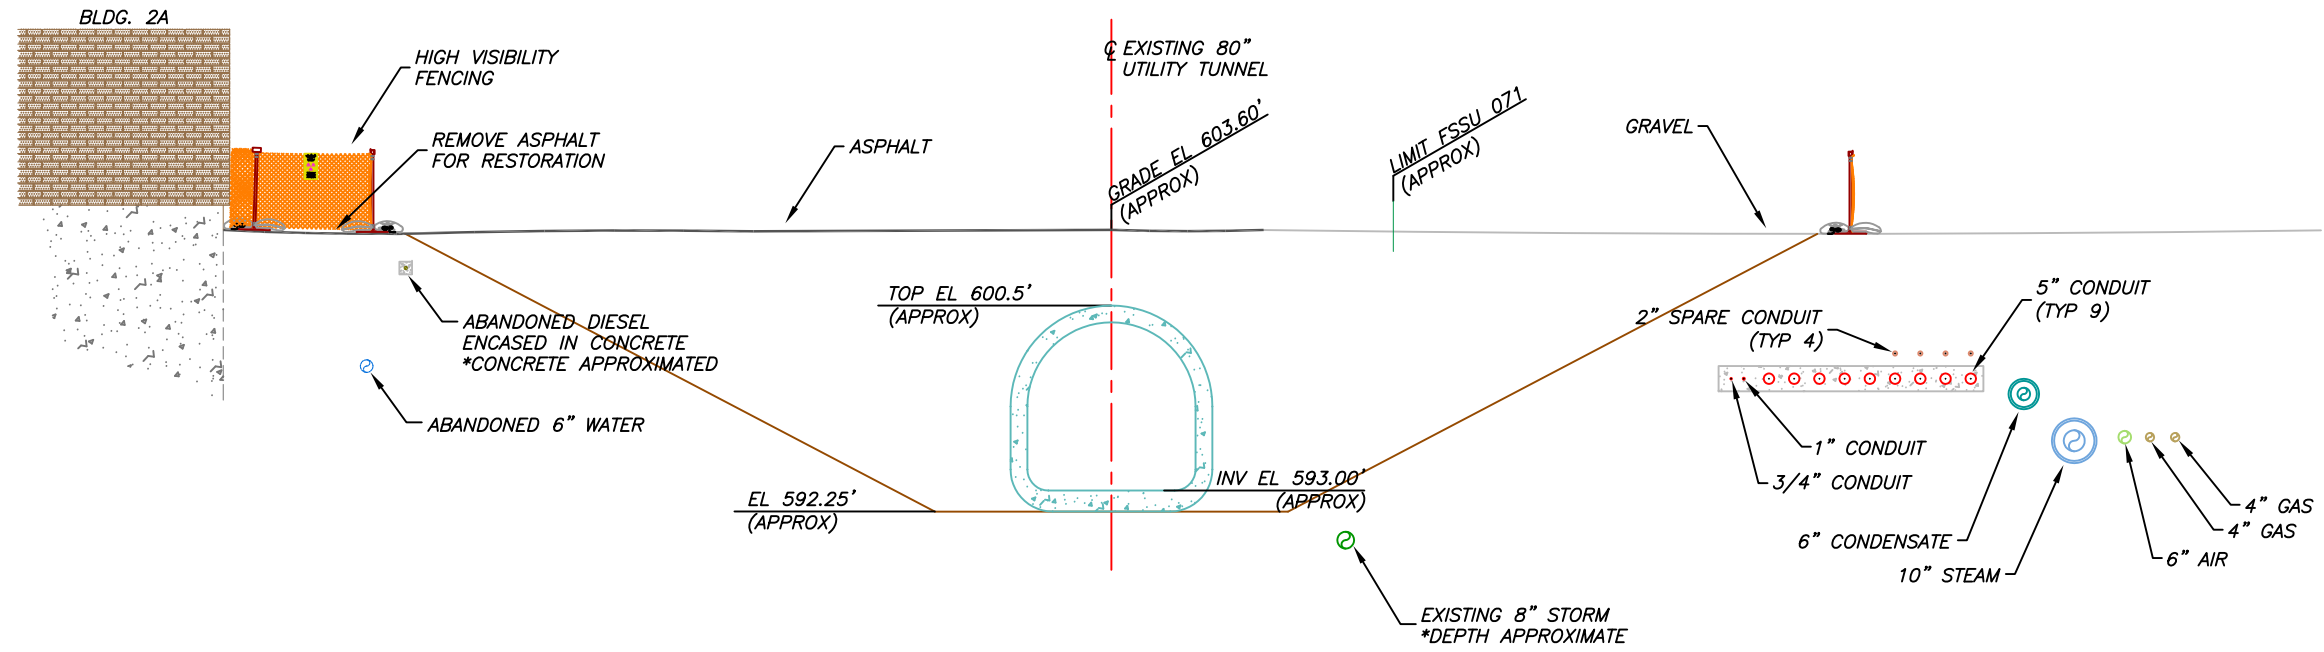 BLDG. 2A
HIGH VISIBILITY
FENCING
REMOVE ASPHALT
FOR RESTORATION
ASPHALT
℄ EXISTING 80"
UTILITY TUNNEL
GRADE EL 603.60'
(APPROX)
LIMIT FSSU 071
(APPROX)
GRAVEL
TOP EL 600.5'
(APPROX)
ABANDONED DIESEL
ENCASED IN CONCRETE
*CONCRETE APPROXIMATED
ABANDONED 6" WATER
EL 592.25'
(APPROX)
INV EL 593.00'
(APPROX)
2" SPARE CONDUIT
(TYP 4)
5" CONDUIT
(TYP 9)
1" CONDUIT
3/4" CONDUIT
6" CONDENSATE
10" STEAM
4" GAS
4" GAS
6" AIR
EXISTING 8" STORM
*DEPTH APPROXIMATE